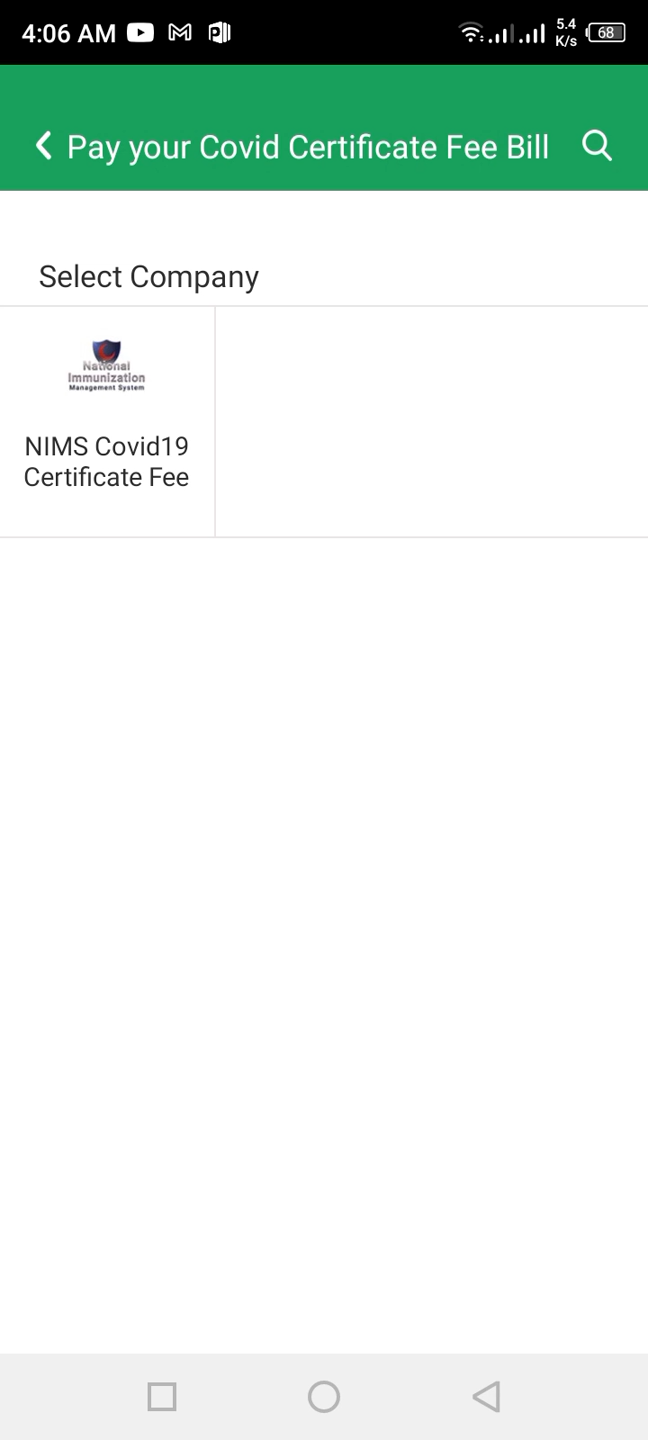 4:06 AM
5.4
K/s
68
Pay your Covid Certificate Fee Bill
Select Company
National
Immunization
Management System
NIMS Covid19
Certificate Fee